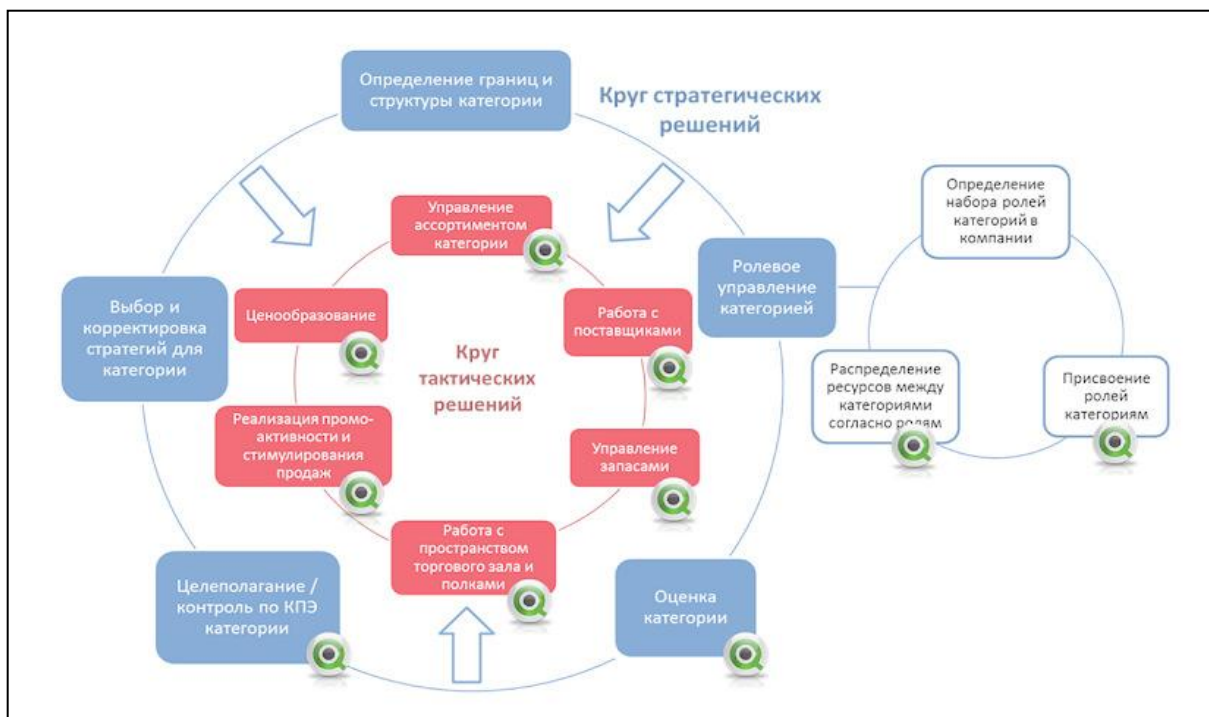 Определение границ и
структуры категории
Круг стратегических
решений
Управление
ассортиментом
категории
Определение
набора ролей
категорий в
компании
Ролевое
управление
категорией
Выбор и
корректировка
стратегий для
категории
Ценообразование
Работа с
поставщиками
Круг
тактических
решений
Распределение
ресурсов между
категориями
согласно ролям
Присвоение
ролей
категориям
Реализация промо-
активности и
стимулирования
продаж
Управление
запасами
Работа с
пространством
торгового зала и
полками
Целеполагание /
контроль по КПЭ
категории
Оценка
категории